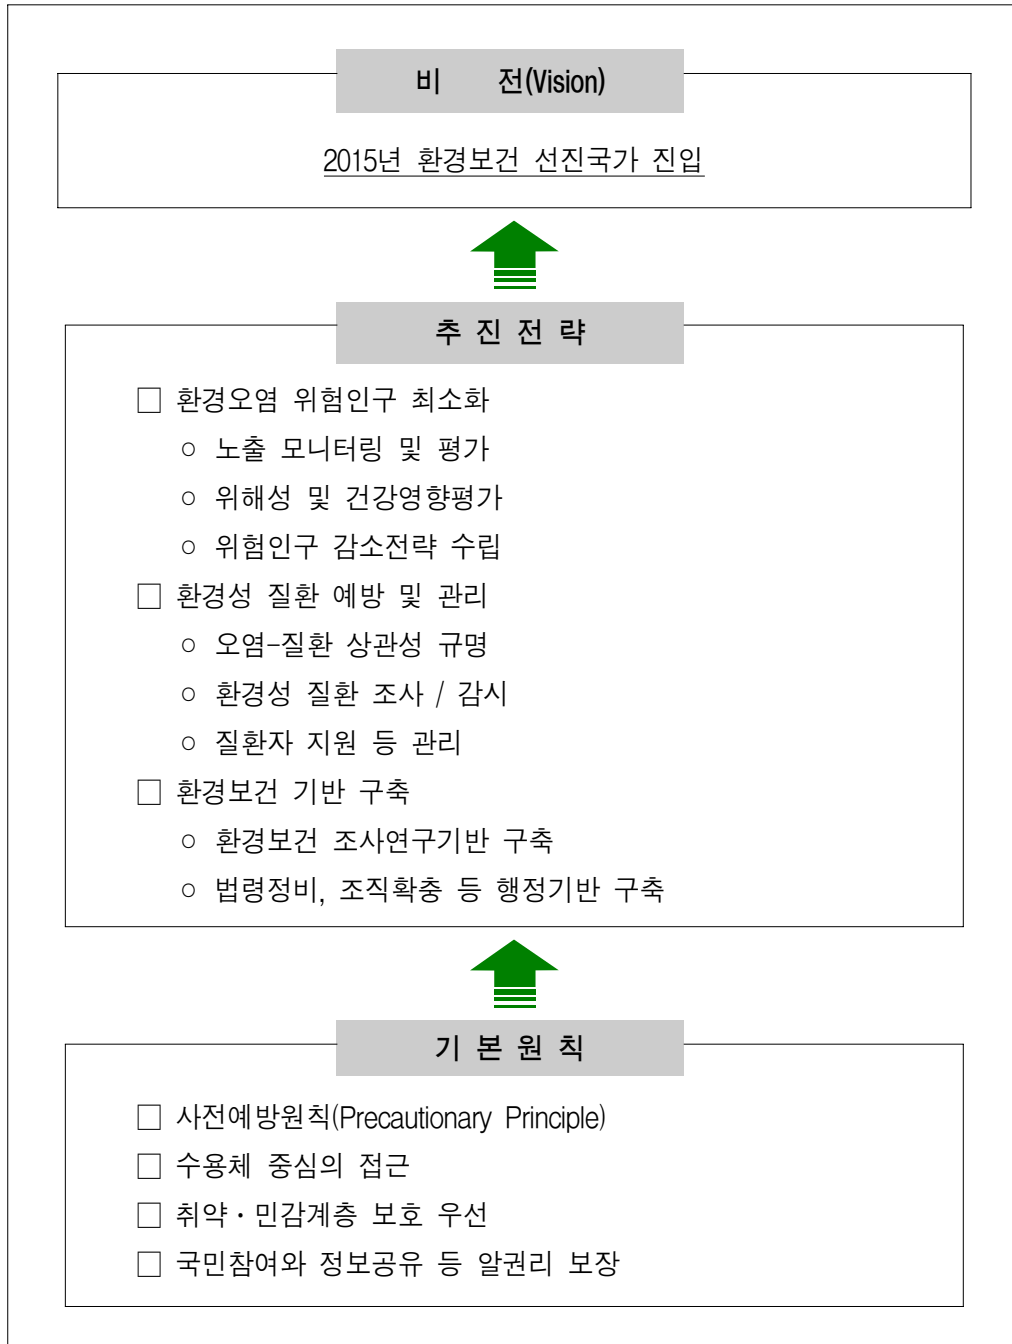 비 전(Vision)
2015년 환경보건 선진국가 진입
추 진 전 략
□ 환경오염 위험인구 최소화
○ 노출 모니터링 및 평가
○ 위해성 및 건강영향평가
○ 위험인구 감소전략 수립
□ 환경성 질환 예방 및 관리
○ 오염-질환 상관성 규명
○ 환경성 질환 조사 / 감시
○ 질환자 지원 등 관리
□ 환경보건 기반 구축
○ 환경보건 조사연구기반 구축
○ 법령정비, 조직확충 등 행정기반 구축
기 본 원 칙
□ 사전예방원칙(Precautionary Principle)
□ 수용체 중심의 접근
□ 취약・민감계층 보호 우선
□ 국민참여와 정보공유 등 알권리 보장